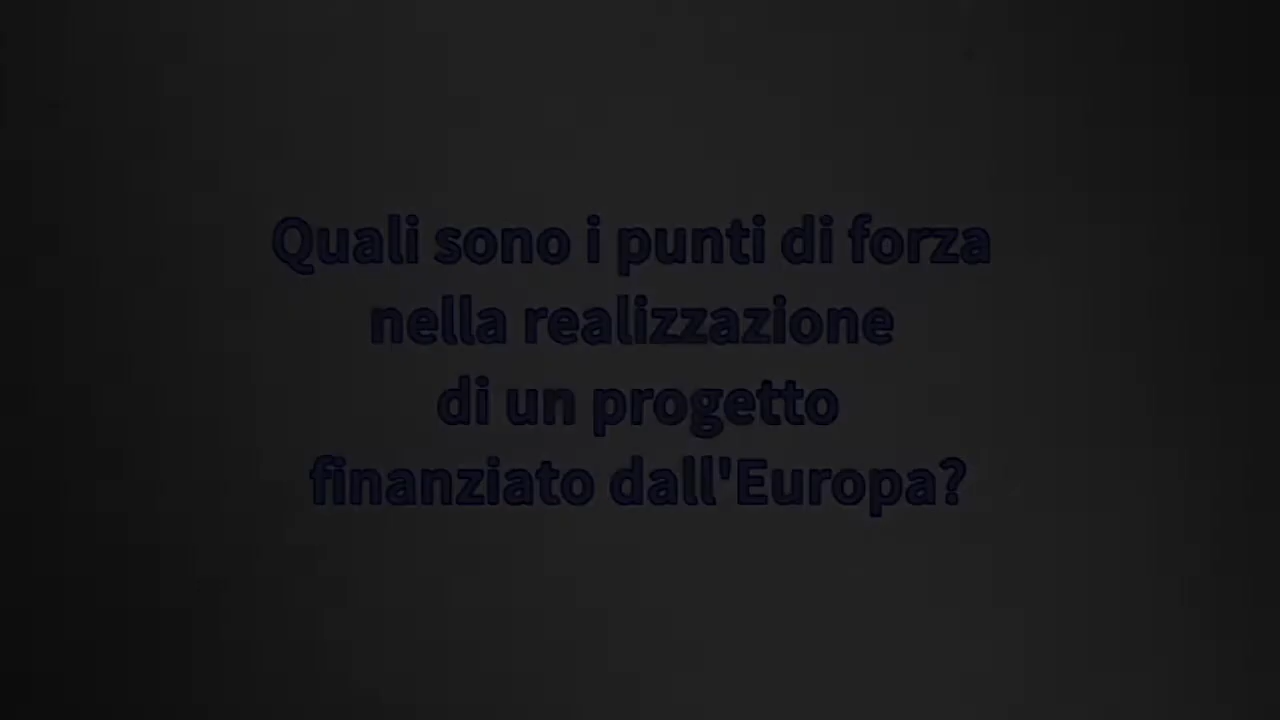 Quali sono i punti di forza
nella realizzazione
di un progetto
finanziato dall'Europa?